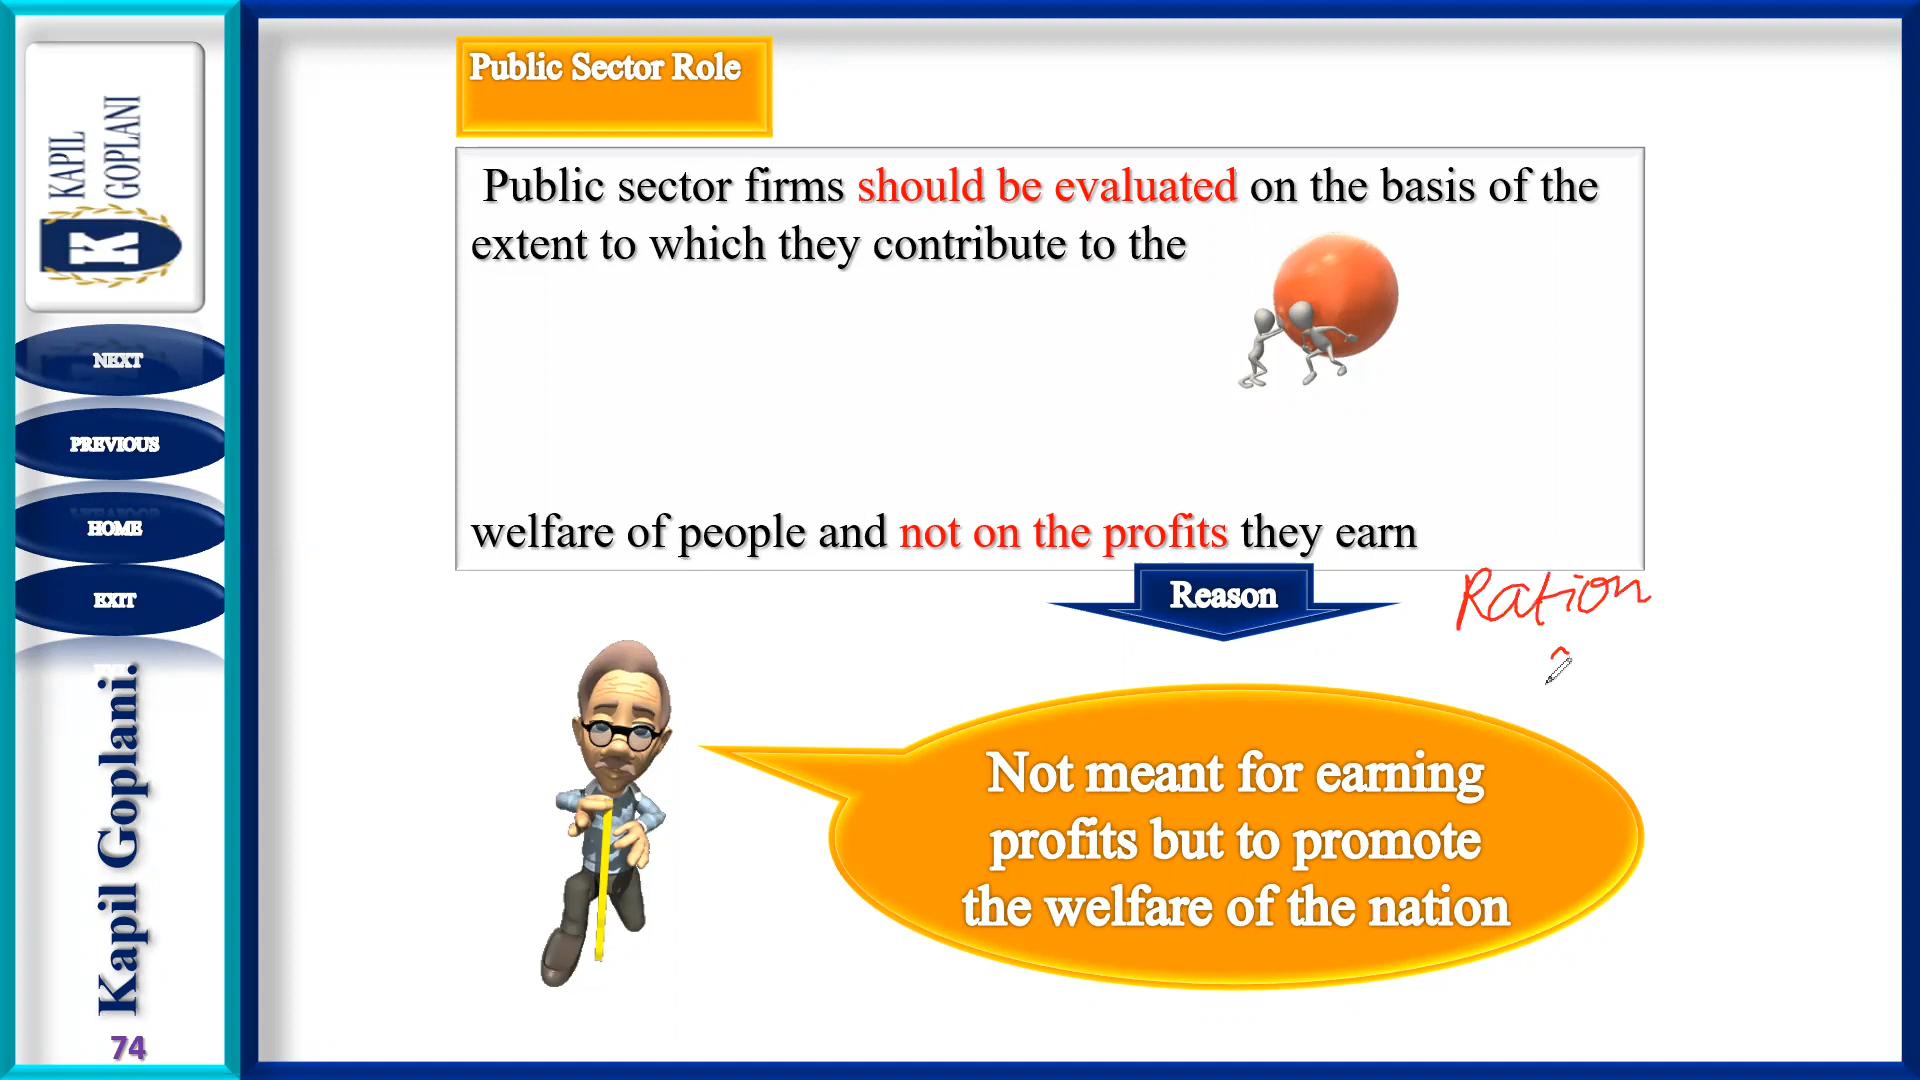 KAPIL
GOPLANI
K
NEXT
PREVIOUS
HOME
EXIT
Kapil Goplani.
74
Public Sector Role
Public sector firms should be evaluated on the basis of the
extent to which they contribute to the
welfare of people and not on the profits they earn
Reason
Ration
Not meant for earning
profits but to promote
the welfare of the nation